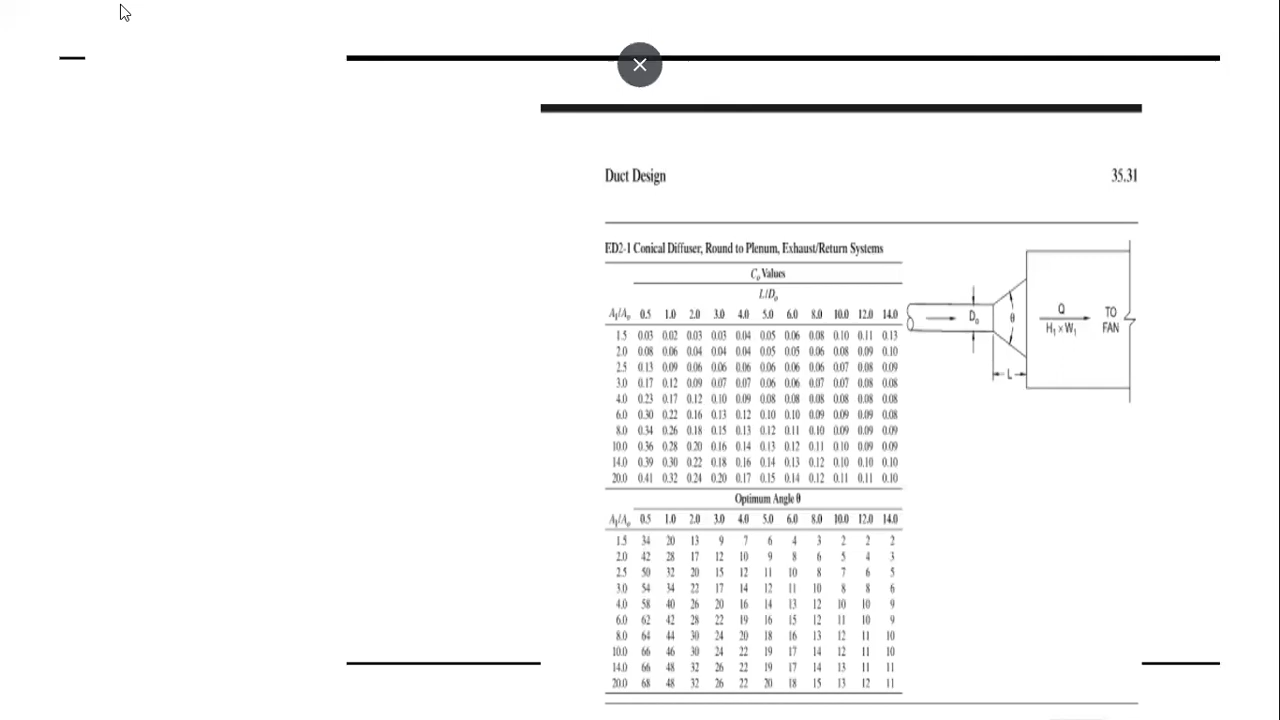 Duct Design 35.31
ED2-1 Conical Diffuser, Round to Plenum, Exhaust/Return Systems
Co Values
L/Do
A1/Ao 0.5 1.0 2.0 3.0 4.0 5.0 6.0 8.0 10.0 12.0 14.0
1.5 0.03 0.02 0.03 0.03 0.04 0.05 0.06 0.08 0.10 0.11 0.13
2.0 0.08 0.06 0.04 0.04 0.04 0.05 0.05 0.06 0.08 0.09 0.10
2.5 0.13 0.09 0.06 0.06 0.06 0.06 0.06 0.06 0.07 0.08 0.09
3.0 0.17 0.12 0.09 0.07 0.07 0.06 0.06 0.07 0.07 0.08 0.08
4.0 0.23 0.17 0.12 0.10 0.09 0.08 0.08 0.08 0.08 0.08 0.08
6.0 0.30 0.22 0.16 0.13 0.12 0.10 0.10 0.09 0.09 0.09 0.08
8.0 0.34 0.26 0.18 0.15 0.13 0.12 0.11 0.10 0.09 0.09 0.09
10.0 0.36 0.28 0.20 0.16 0.14 0.13 0.12 0.11 0.10 0.09 0.09
14.0 0.39 0.30 0.22 0.18 0.16 0.14 0.13 0.12 0.10 0.10 0.10
20.0 0.41 0.32 0.24 0.20 0.17 0.15 0.14 0.12 0.11 0.11 0.10
Optimum Angle θ
A1/Ao 0.5 1.0 2.0 3.0 4.0 5.0 6.0 8.0 10.0 12.0 14.0
1.5 34 20 13 9 7 6 4 3 2 2 2
2.0 42 28 17 12 10 9 8 6 5 4 3
2.5 50 32 20 15 12 11 10 8 7 6 5
3.0 54 34 22 17 14 12 11 10 8 8 6
4.0 58 40 26 20 16 14 13 12 10 10 9
6.0 62 42 28 22 19 16 15 12 11 10 9
8.0 64 44 30 24 20 18 16 13 12 11 10
10.0 66 46 30 24 22 19 17 14 12 11 10
14.0 66 48 32 26 22 19 17 14 13 11 11
20.0 68 48 32 26 22 20 18 15 13 12 11
Do θ Q TO
H1 × W1 FAN
L